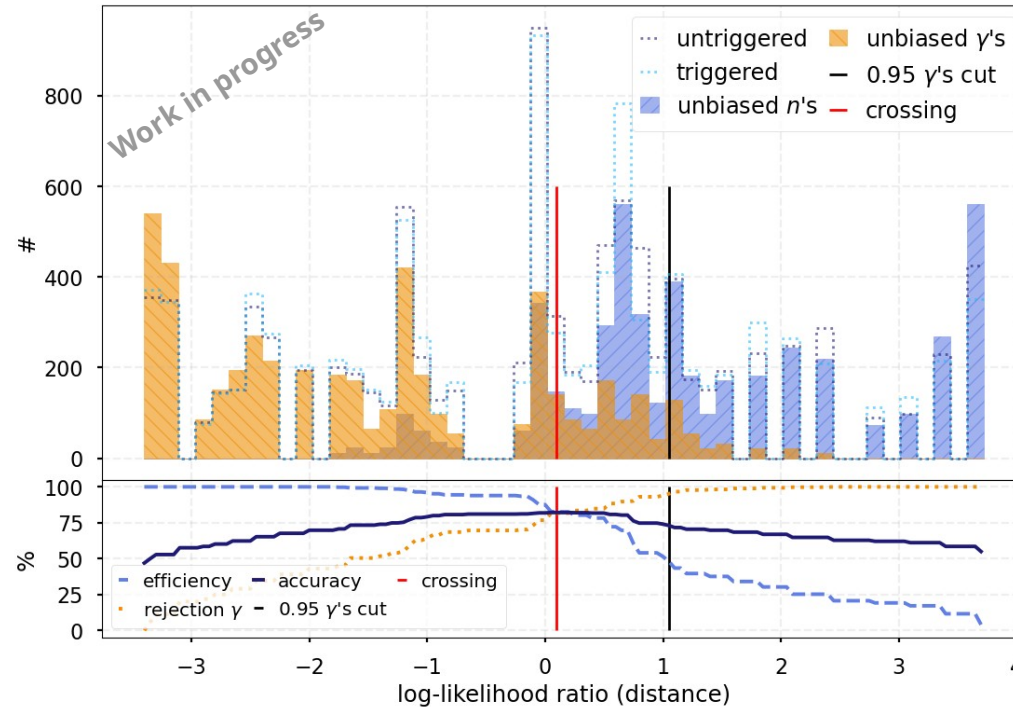 Work in progress
untriggered
triggered
unbiased n's
unbiased γ's
0.95 γ's cut
crossing
#
800
600
400
200
0
%
100
75
50
25
0
efficiency
rejection γ
accuracy
0.95 γ's cut
crossing
−3 −2 −1 0 1 2 3 4
log-likelihood ratio (distance)